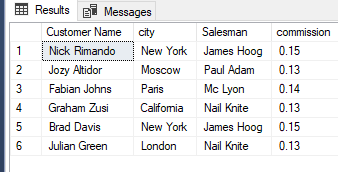 Results Messages
Customer Name city Salesman commission
1 Nick Rimando New York James Hoog 0.15
2 Jozy Altidor Moscow Paul Adam 0.13
3 Fabian Johns Paris Mc Lyon 0.14
4 Graham Zusi California Nail Knite 0.13
5 Brad Davis New York James Hoog 0.15
6 Julian Green London Nail Knite 0.13